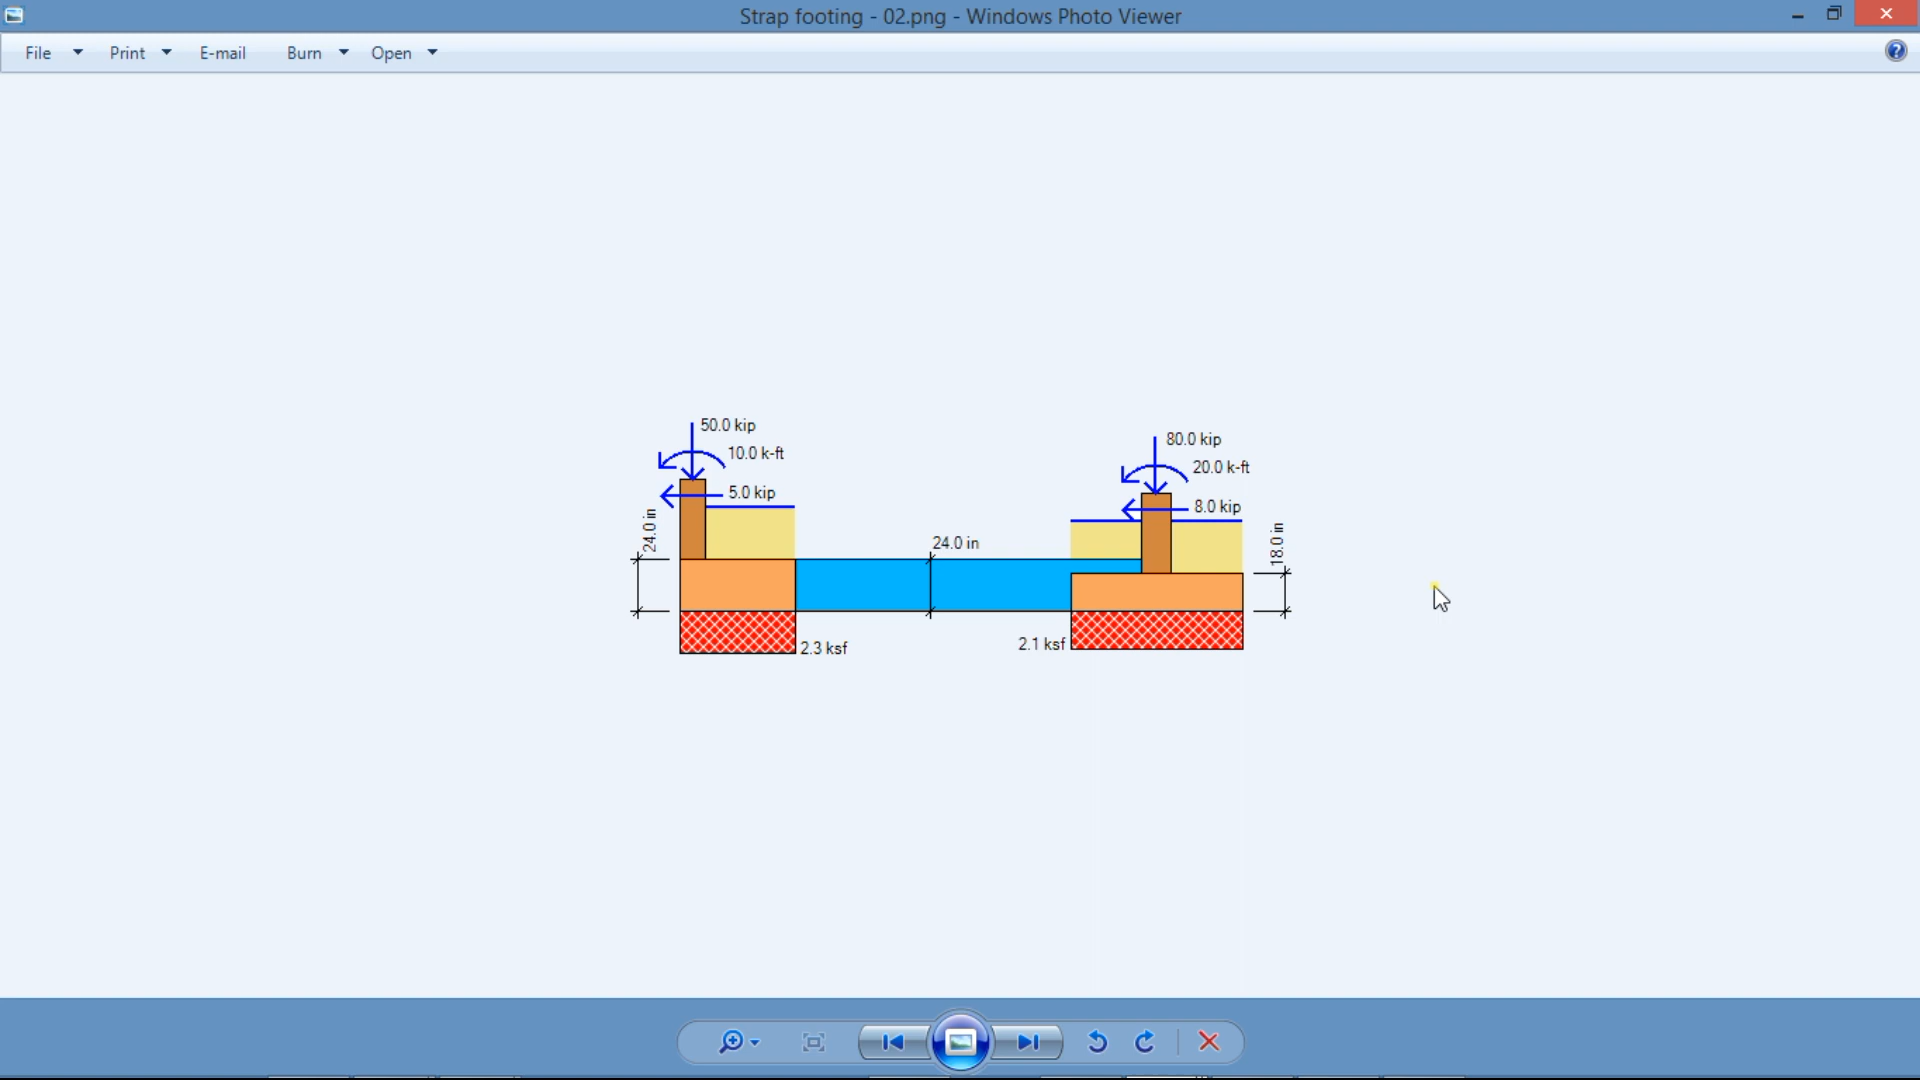 Strap footing - 02.png - Windows Photo Viewer
File Print E-mail Burn Open
50.0 kip
10.0 k-ft
5.0 kip
24.0 in
24.0 in
80.0 kip
20.0 k-ft
8.0 kip
18.0 in
2.3 ksf
2.1 ksf